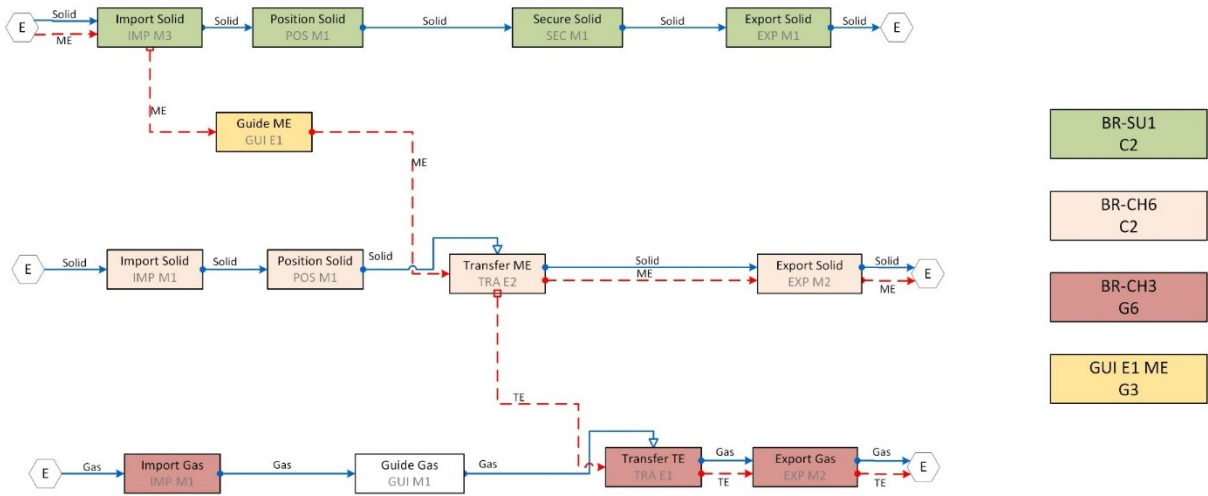 Solid
Import Solid
Solid
Position Solid
Solid
Secure Solid
Solid
Export Solid
Solid
E
E
ME
IMP M3
POS M1
SEC M1
EXP M1
ME
Guide ME
GUI E1
ME
BR-SU1
C2
BR-CH6
C2
E
Solid
Import Solid
IMP M1
Solid
Position Solid
POS M1
Solid
Transfer ME
TRA E2
Solid
ME
Export Solid
EXP M2
Solid
ME
E
BR-CH3
G6
TE
GUI E1 ME
G3
E
Gas
Import Gas
IMP M1
Gas
Guide Gas
GUI M1
Gas
Transfer TE
TRA E1
Gas
TE
Export Gas
EXP M2
Gas
TE
E